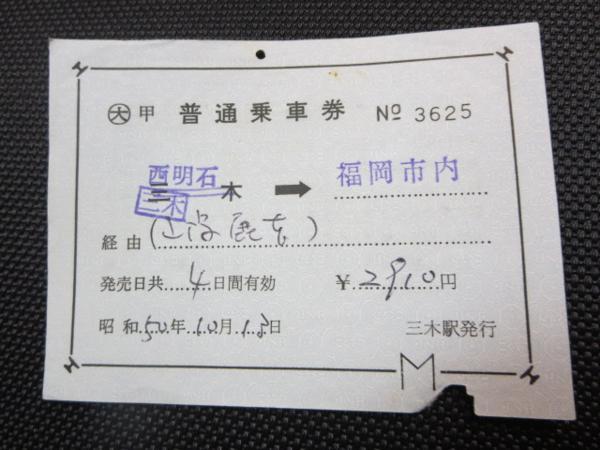 大 甲 普通乗車券 № 3625
西明石
三木 ➡ 福岡市内
三木
経由
発売日共 4 日間有効 ¥ 2910 円
昭和 50 年 10 月 13 日 三木駅発行